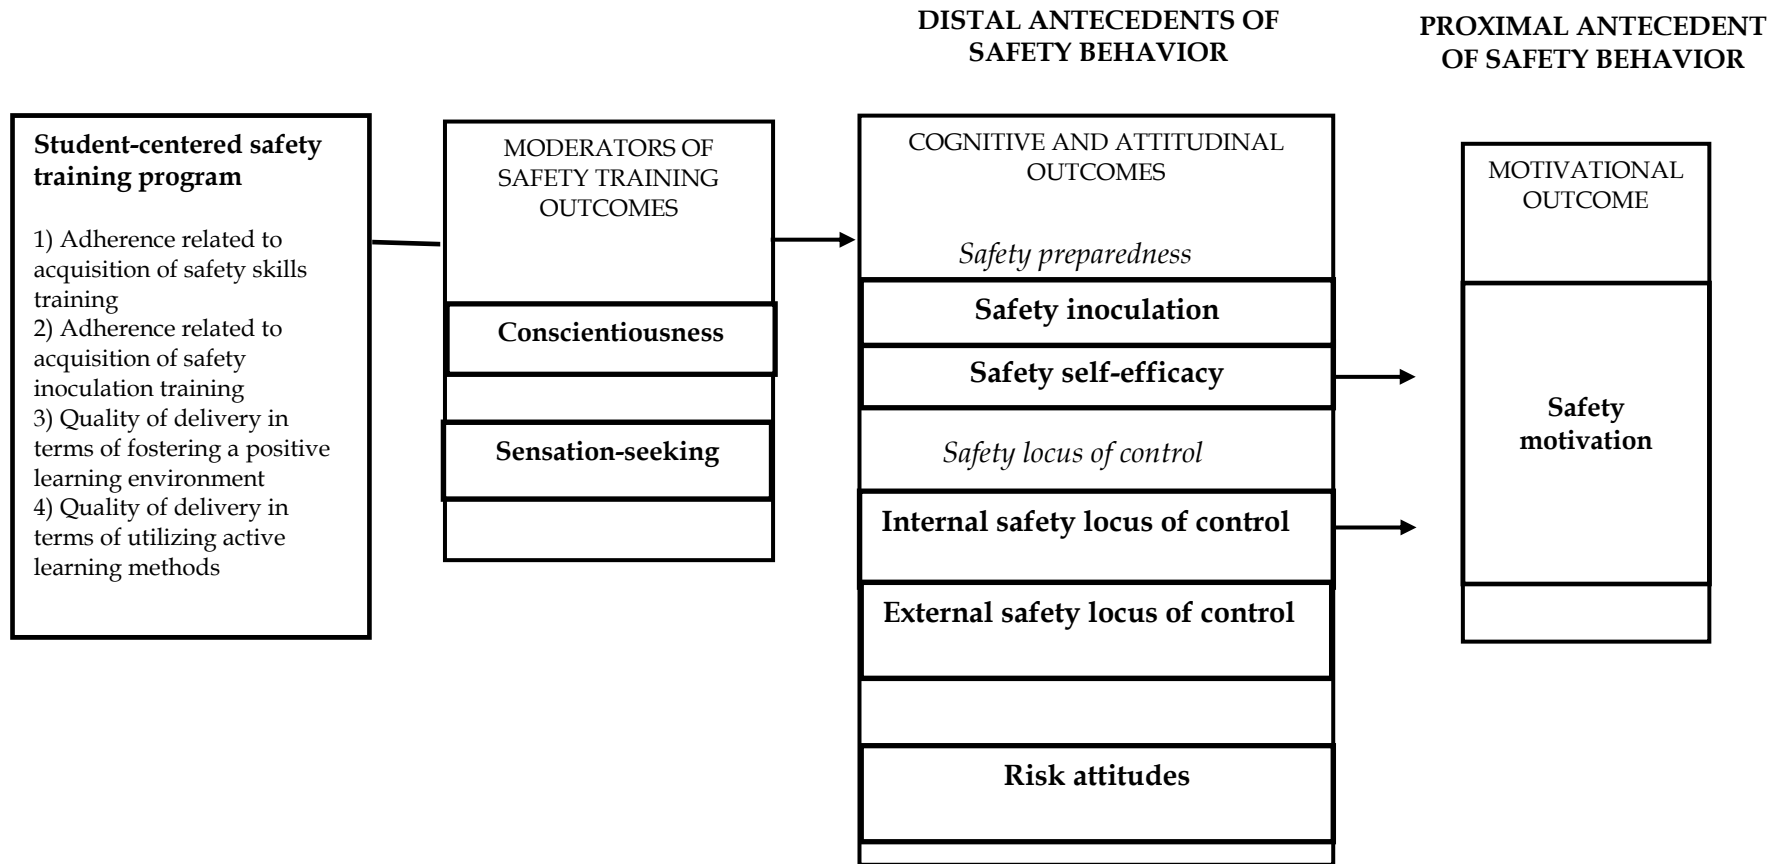 DISTAL ANTECEDENTS OF
SAFETY BEHAVIOR
PROXIMAL ANTECEDENT
OF SAFETY BEHAVIOR
Student-centered safety
training program
1) Adherence related to
acquisition of safety skills
training
2) Adherence related to
acquisition of safety
inoculation training
3) Quality of delivery in
terms of fostering a positive
learning environment
4) Quality of delivery in
terms of utilizing active
learning methods
MODERATORS OF
SAFETY TRAINING
OUTCOMES
Conscientiousness
Sensation-seeking
COGNITIVE AND ATTITUDINAL
OUTCOMES
Safety preparedness
Safety inoculation
Safety self-efficacy
Safety locus of control
Internal safety locus of control
External safety locus of control
Risk attitudes
MOTIVATIONAL
OUTCOME
Safety
motivation